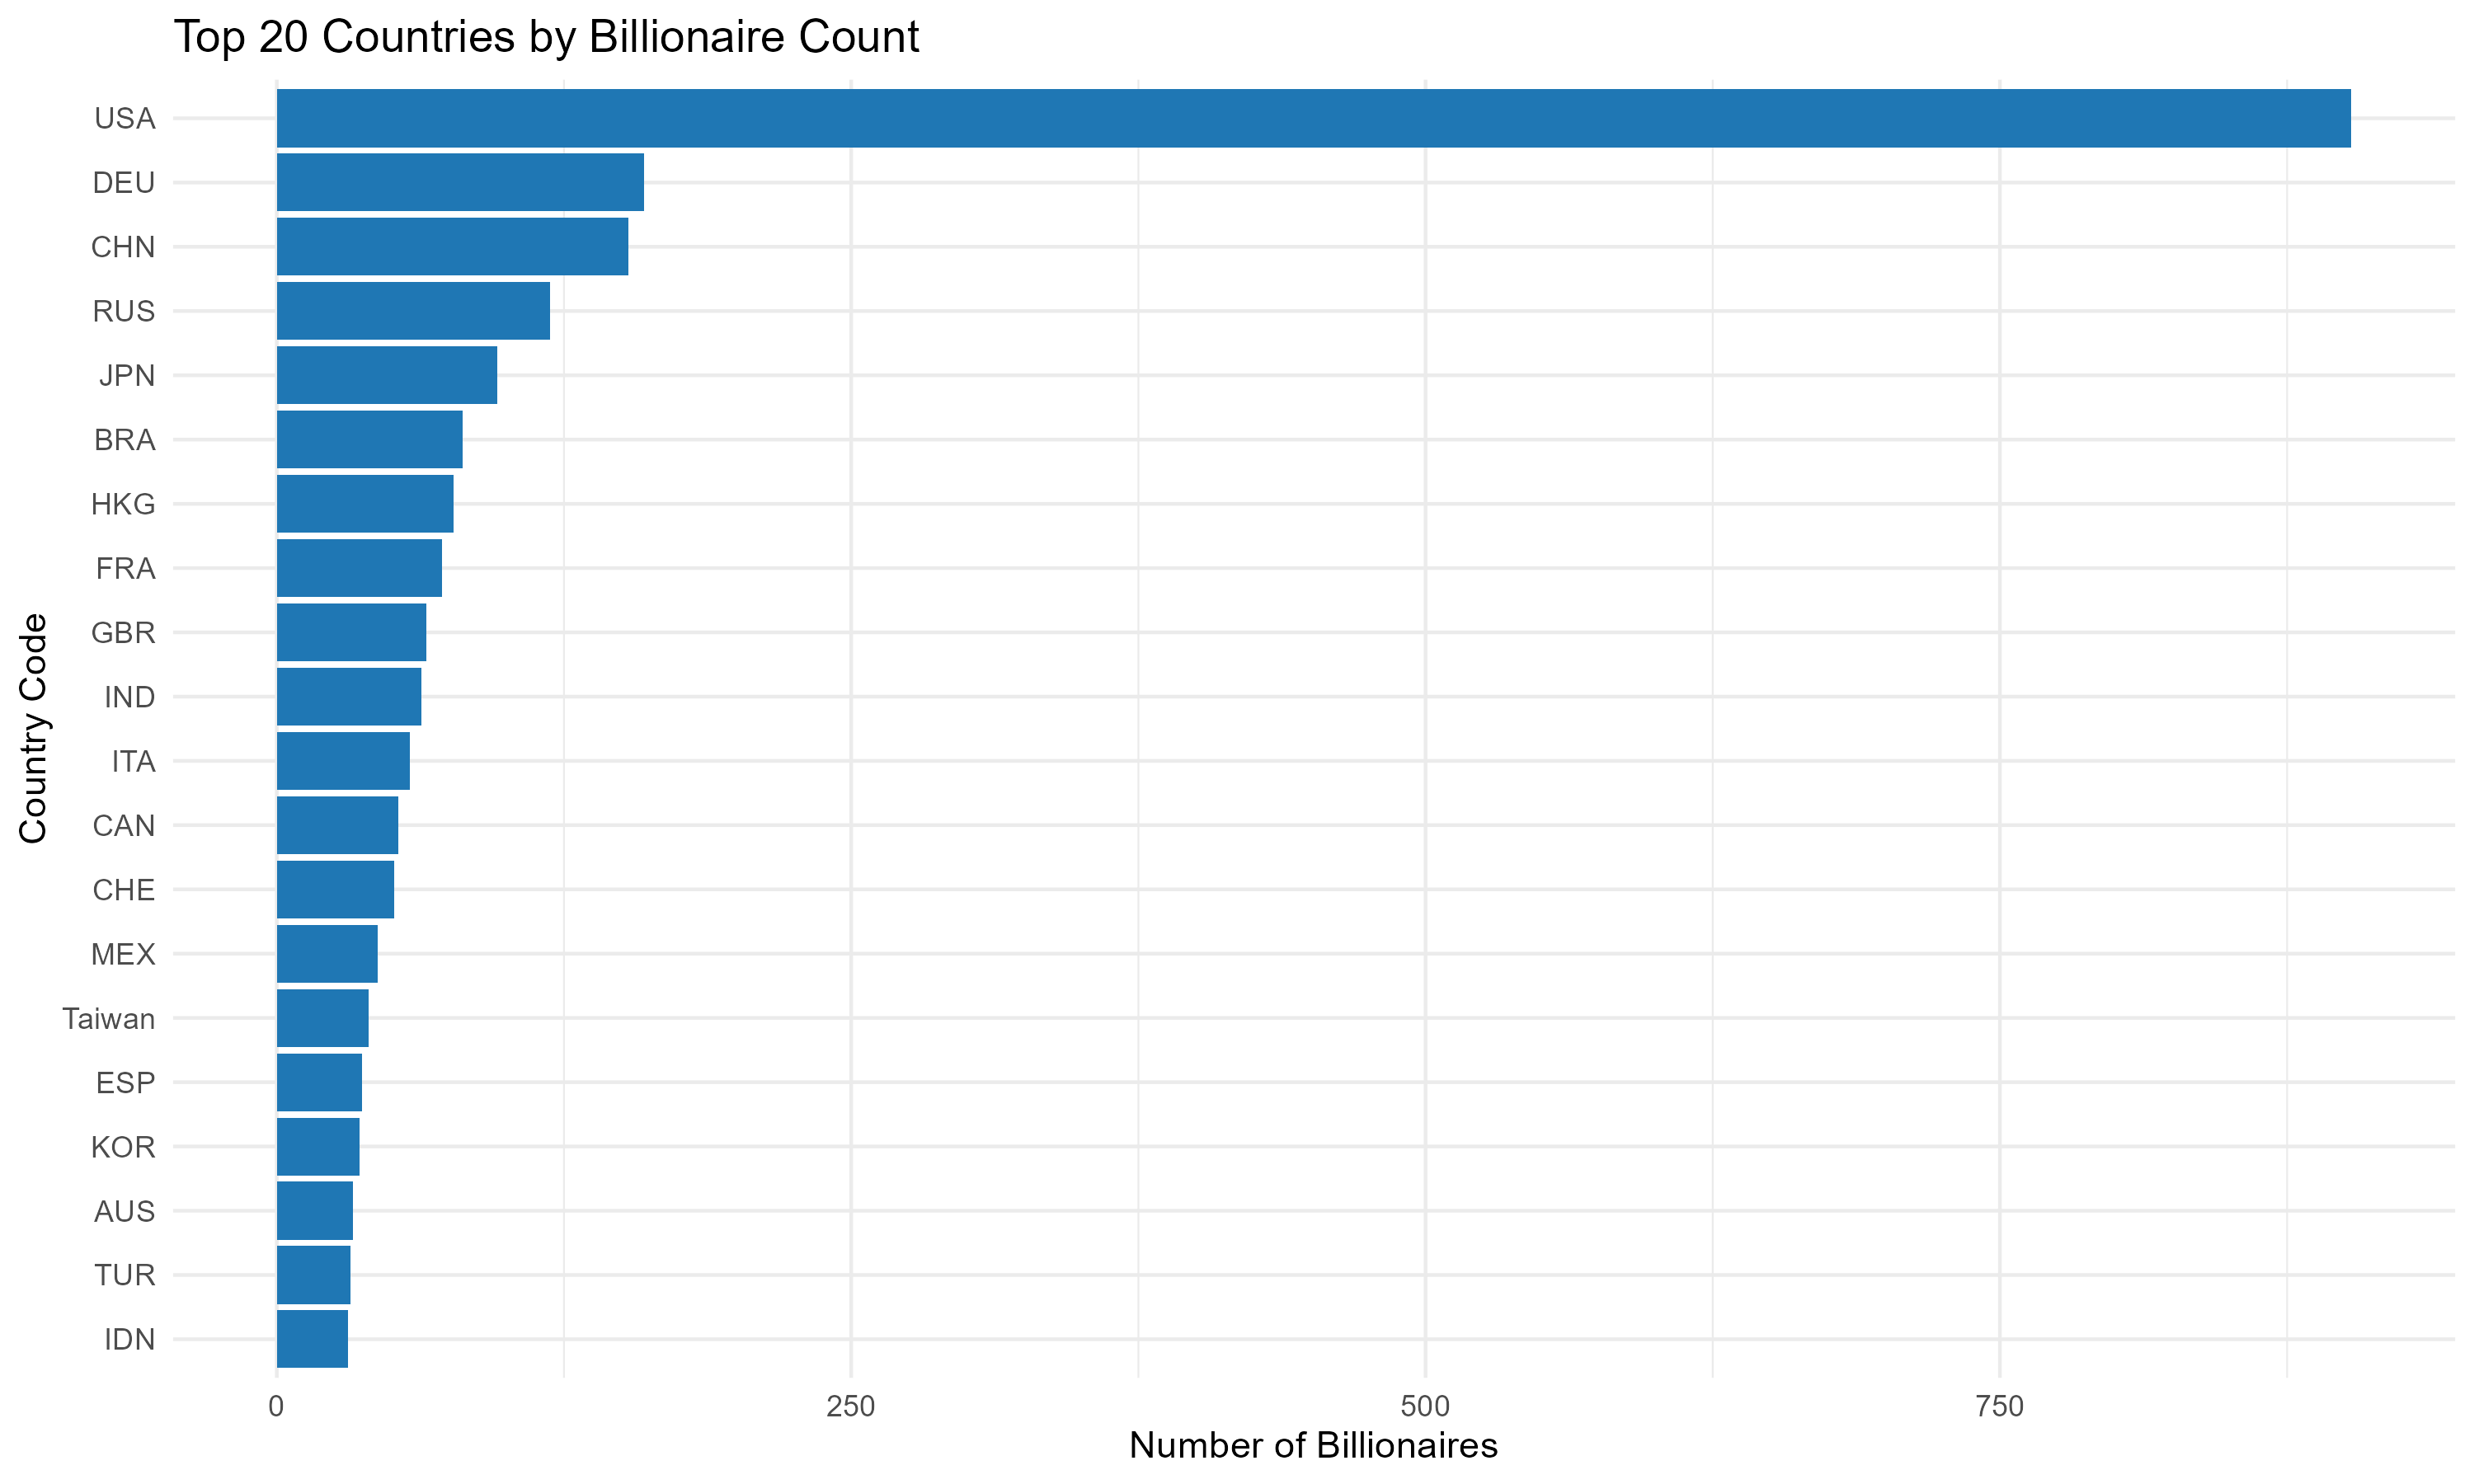 Top 20 Countries by Billionaire Count
Country Code
USA
DEU
CHN
RUS
JPN
BRA
HKG
FRA
GBR
IND
ITA
CAN
CHE
MEX
Taiwan
ESP
KOR
AUS
TUR
IDN
0 250 500 750
Number of Billionaires